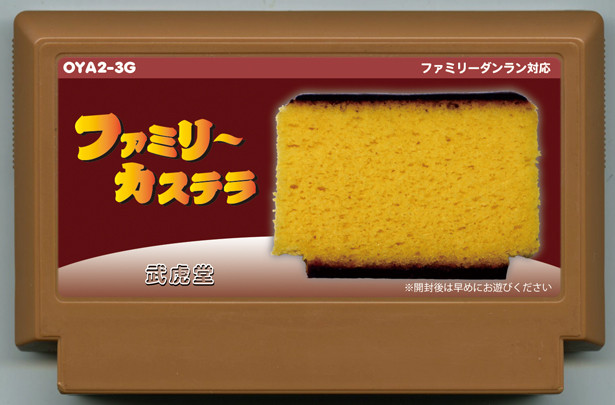 OYA2-3G
ファミリーダンラン対応
ファミリ〜
カステラ
武虎堂
※開封後は早めにお遊びください